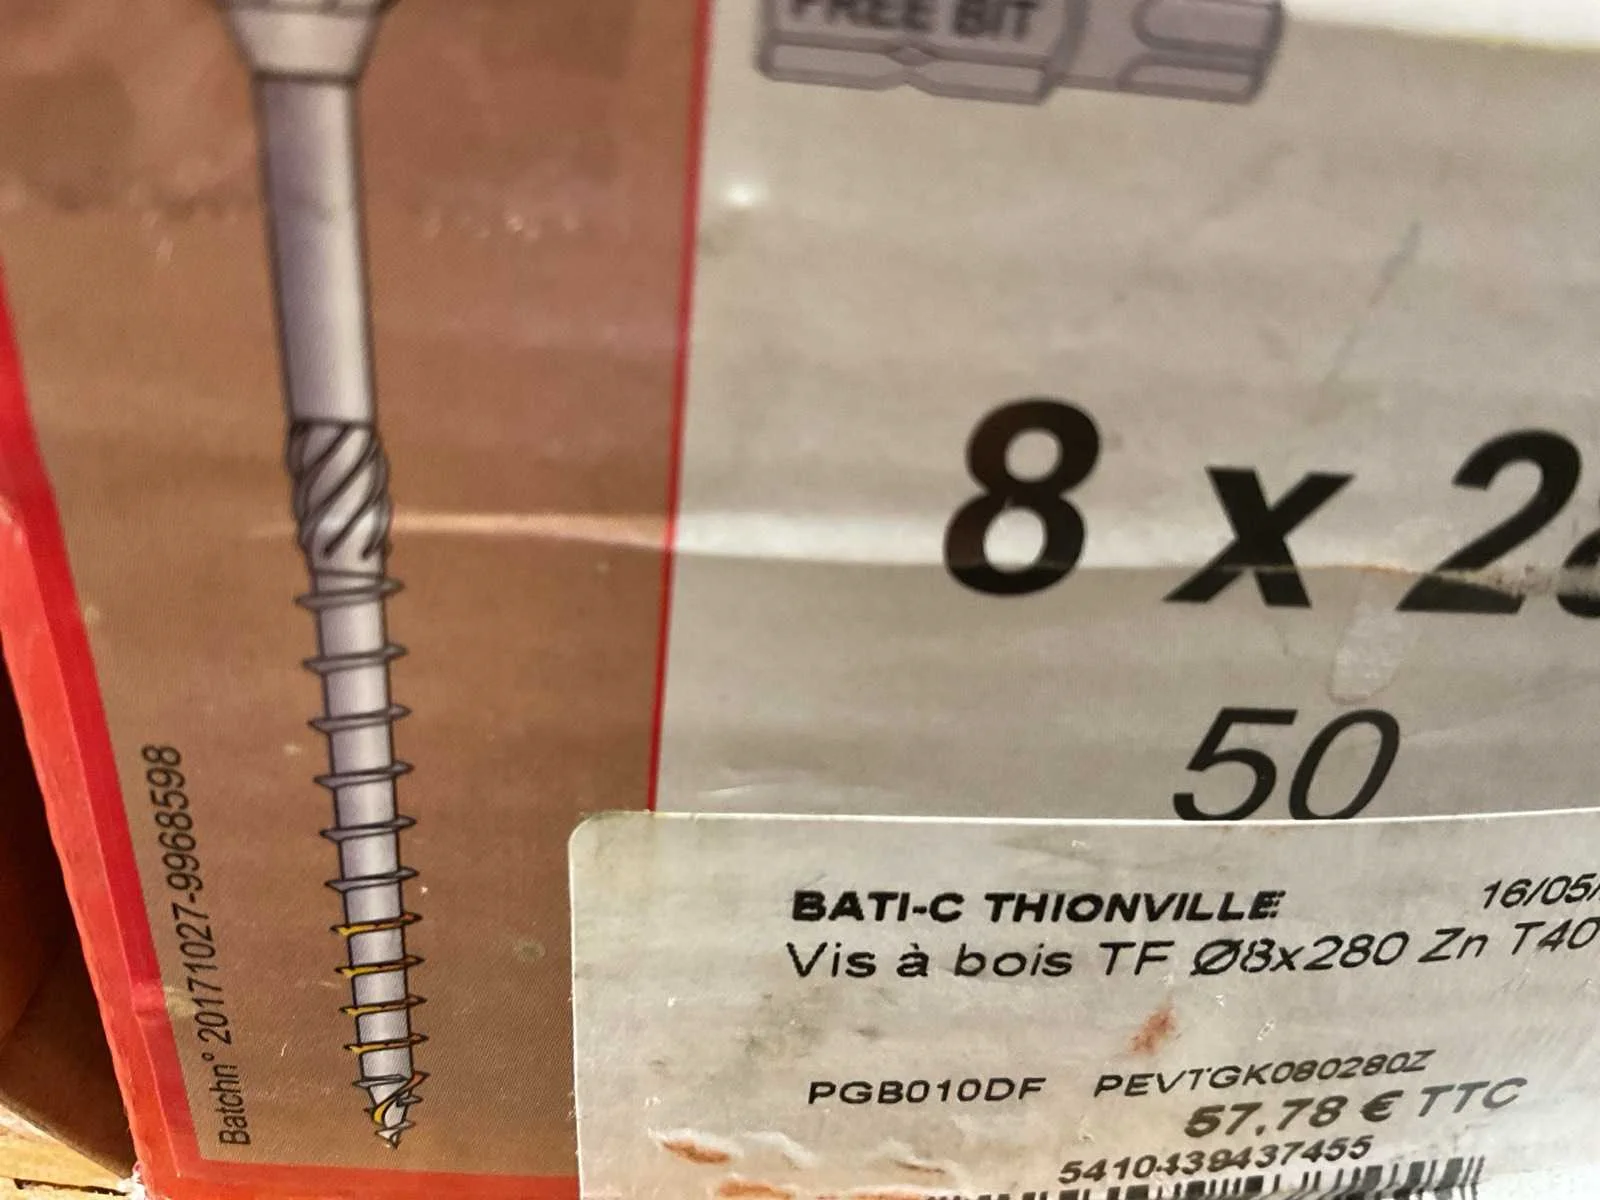 FREE BIT
8 x 28
50
Batchn° 20171027-9968598
BATI-C THIONVILLE 16/05/
Vis à bois TF Ø8x280 Zn T40
PGB010DF PEVTGK080280Z
57,78 € TTC
5410439437455